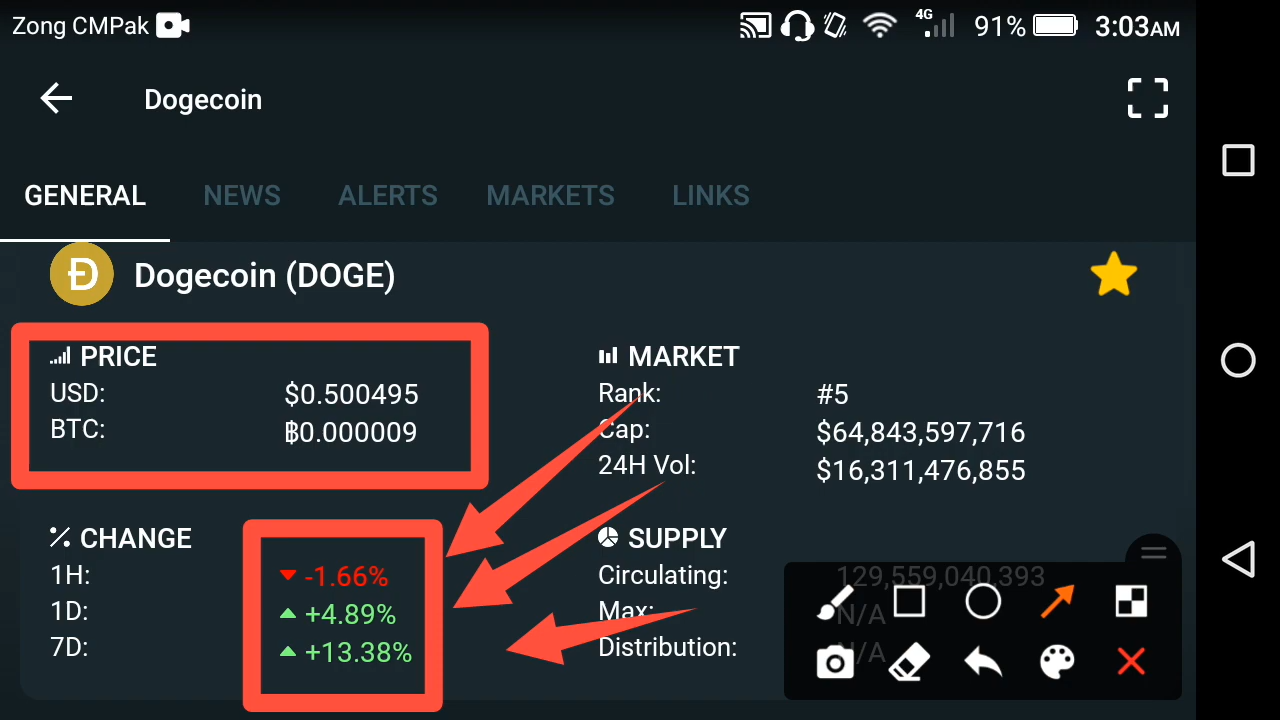 Zong CMPak 4G 91% 3:03AM
Dogecoin
GENERAL NEWS ALERTS MARKETS LINKS
Dogecoin (DOGE)
PRICE
USD: $0.500495
BTC: ฿0.000009
MARKET
Rank: #5
Cap: $64,843,597,716
24H Vol: $16,311,476,855
CHANGE
1H: -1.66%
1D: +4.89%
7D: +13.38%
SUPPLY
Circulating: 129,559,040,393
Max: N/A
Distribution: N/A